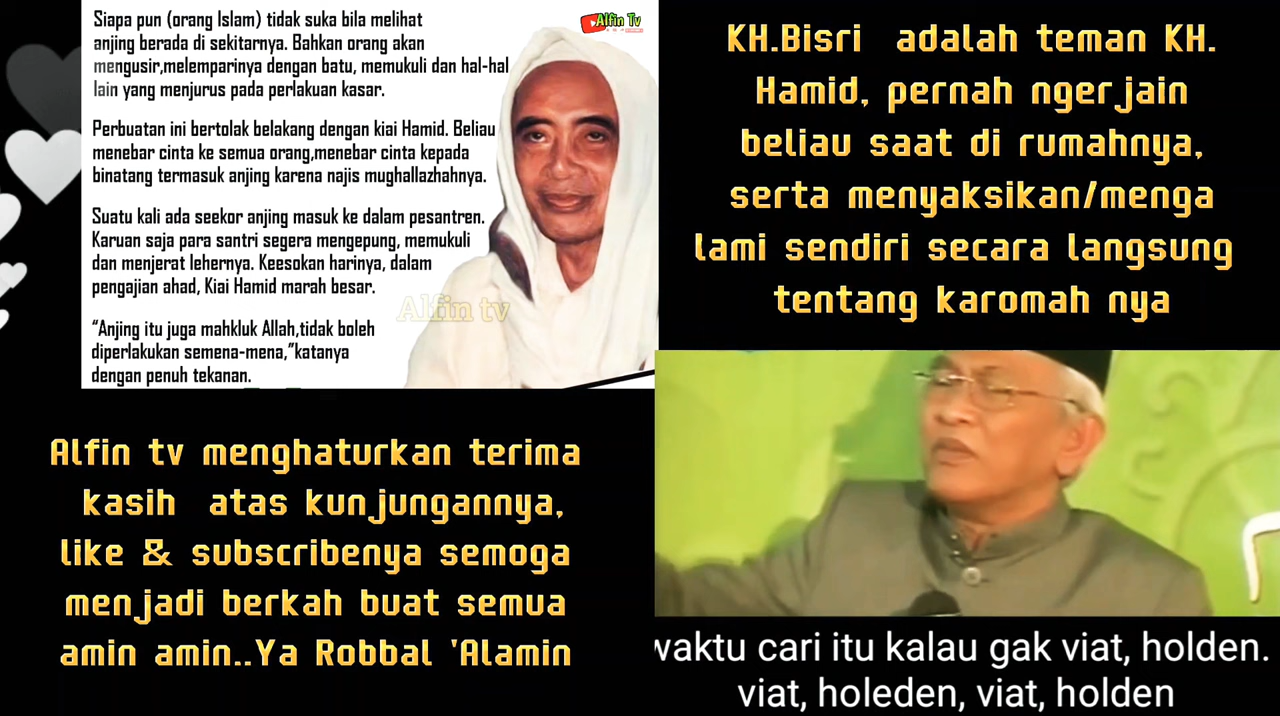 Siapa pun (orang Islam) tidak suka bila melihat
anjing berada di sekitarnya. Bahkan orang akan
mengusir,melemparinya dengan batu, memukuli dan hal-hal
lain yang menjurus pada perlakuan kasar.
Perbuatan ini bertolak belakang dengan kiai Hamid. Beliau
menebar cinta ke semua orang,menebar cinta kepada
binatang termasuk anjing karena najis mughallazhahnya.
Suatu kali ada seekor anjing masuk ke dalam pesantren.
Karuan saja para santri segera mengepung, memukuli
dan menjerat lehernya. Keesokan harinya, dalam
pengajian ahad, Kiai Hamid marah besar.
“Anjing itu juga mahkluk Allah,tidak boleh
diperlakukan semena-mena,”katanya
dengan penuh tekanan.
Alfin Tv
Alfin tv
KH.Bisri adalah teman KH.
Hamid, pernah ngerjain
beliau saat di rumahnya,
serta menyaksikan/menga
lami sendiri secara langsung
tentang karomah nya
Alfin tv menghaturkan terima
kasih atas kunjungannya,
like & subscribenya semoga
menjadi berkah buat semua
amin amin..Ya Robbal 'Alamin
waktu cari itu kalau gak viat, holden.
viat, holeden, viat, holden